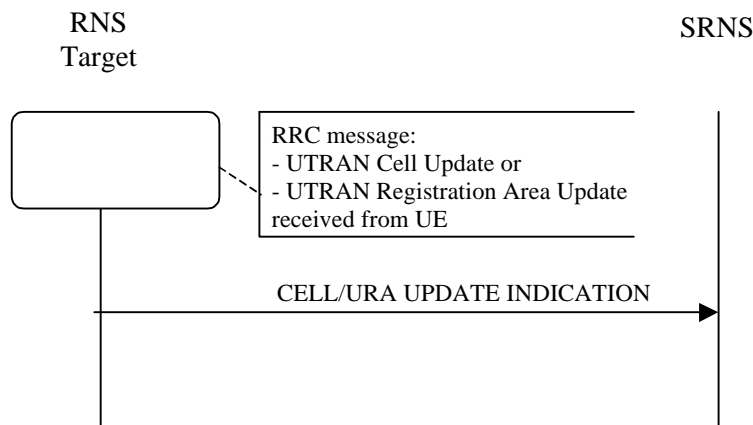 RNS
Target
SRNS
RRC message:
- UTRAN Cell Update or
- UTRAN Registration Area Update
received from UE
CELL/URA UPDATE INDICATION